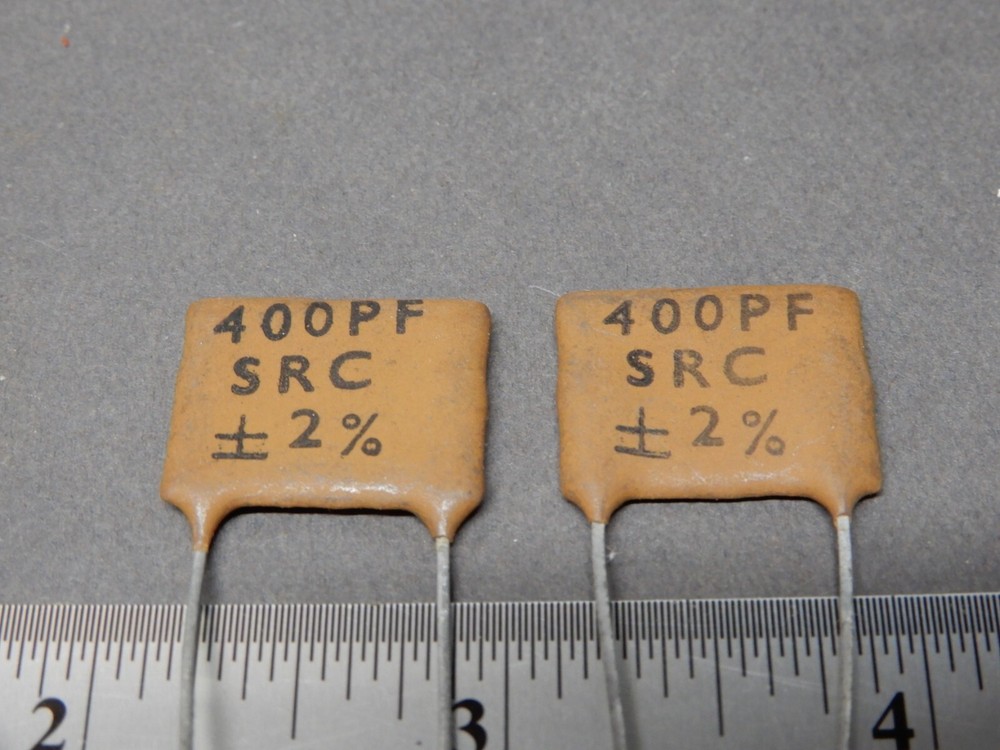 400PF
SRC
± 2%
400PF
SRC
± 2%
2 3 4